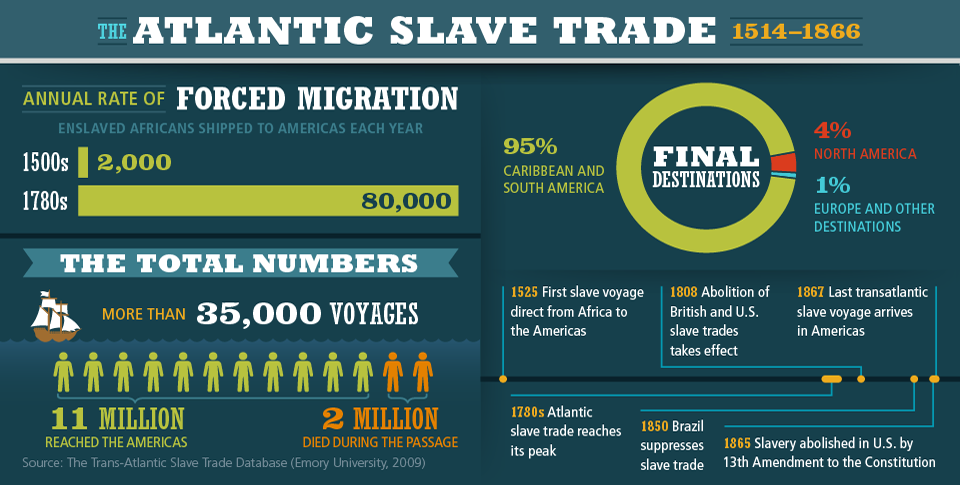 THE ATLANTIC SLAVE TRADE 1514–1866
ANNUAL RATE OF FORCED MIGRATION
ENSLAVED AFRICANS SHIPPED TO AMERICAS EACH YEAR
1500s 2,000
1780s 80,000
THE TOTAL NUMBERS
MORE THAN 35,000 VOYAGES
11 MILLION
REACHED THE AMERICAS
2 MILLION
DIED DURING THE PASSAGE
Source: The Trans-Atlantic Slave Trade Database (Emory University, 2009)
95%
CARIBBEAN AND
SOUTH AMERICA
FINAL
DESTINATIONS
4%
NORTH AMERICA
1%
EUROPE AND OTHER
DESTINATIONS
1525 First slave voyage
direct from Africa to
the Americas
1808 Abolition of
British and U.S.
slave trades
takes effect
1867 Last transatlantic
slave voyage arrives
in Americas
1780s Atlantic
slave trade reaches
its peak
1850 Brazil
suppresses
slave trade
1865 Slavery abolished in U.S. by
13th Amendment to the Constitution